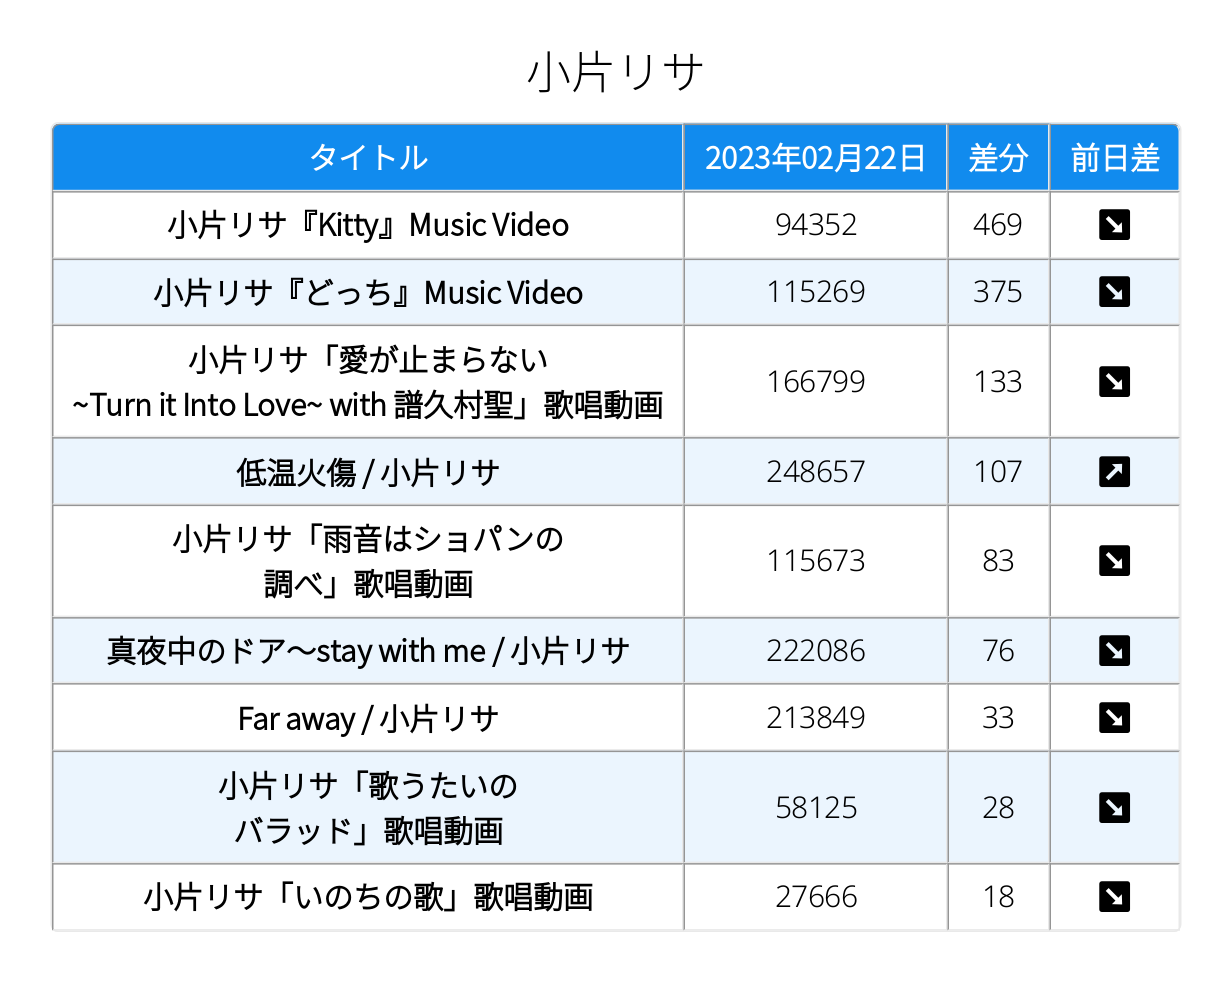 小片リサ
タイトル 2023年02月22日 差分 前日差
小片リサ『Kitty』Music Video 94352 469 ↘
小片リサ『どっち』Music Video 115269 375 ↘
小片リサ「愛が止まらない
~Turn it Into Love~ with 譜久村聖」歌唱動画 166799 133 ↘
低温火傷 / 小片リサ 248657 107 ↗
小片リサ「雨音はショパンの
調べ」歌唱動画 115673 83 ↘
真夜中のドア〜stay with me / 小片リサ 222086 76 ↘
Far away / 小片リサ 213849 33 ↘
小片リサ「歌うたいの
バラッド」歌唱動画 58125 28 ↘
小片リサ「いのちの歌」歌唱動画 27666 18 ↘